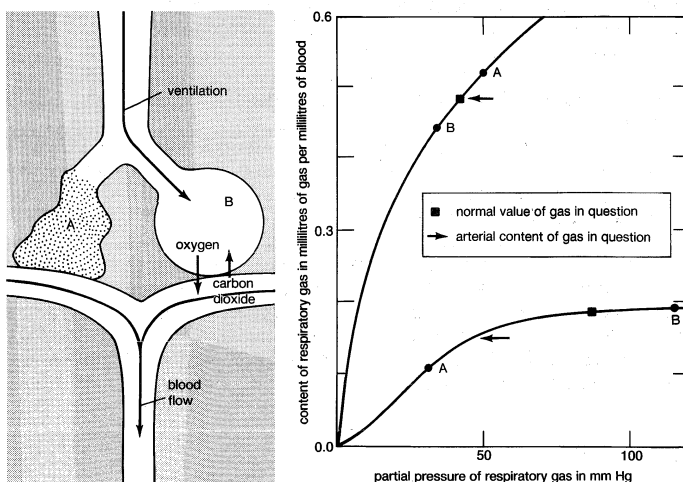 ventilation
A
B
oxygen
carbon
dioxide
blood
flow
content of respiratory gas in millilitres of gas per millilitres of blood
0.6
0.3
0.0
A
B
■ normal value of gas in question
→ arterial content of gas in question
A
B
50
100
partial pressure of respiratory gas in mm Hg